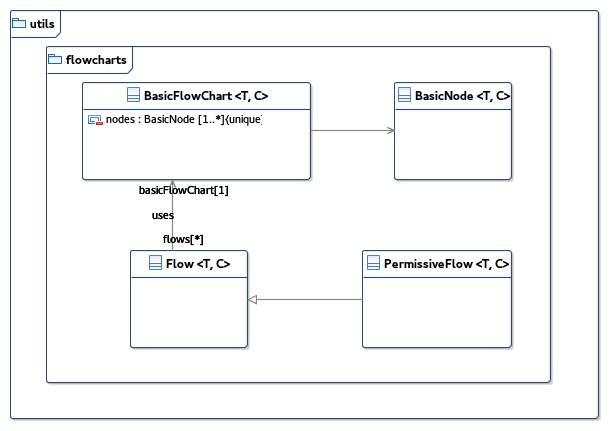 utils
flowcharts
BasicFlowChart <T, C>
BasicNode <T, C>
nodes : BasicNode [1..*]{unique}
basicFlowChart[1]
uses
flows[*]
Flow <T, C>
PermissiveFlow <T, C>